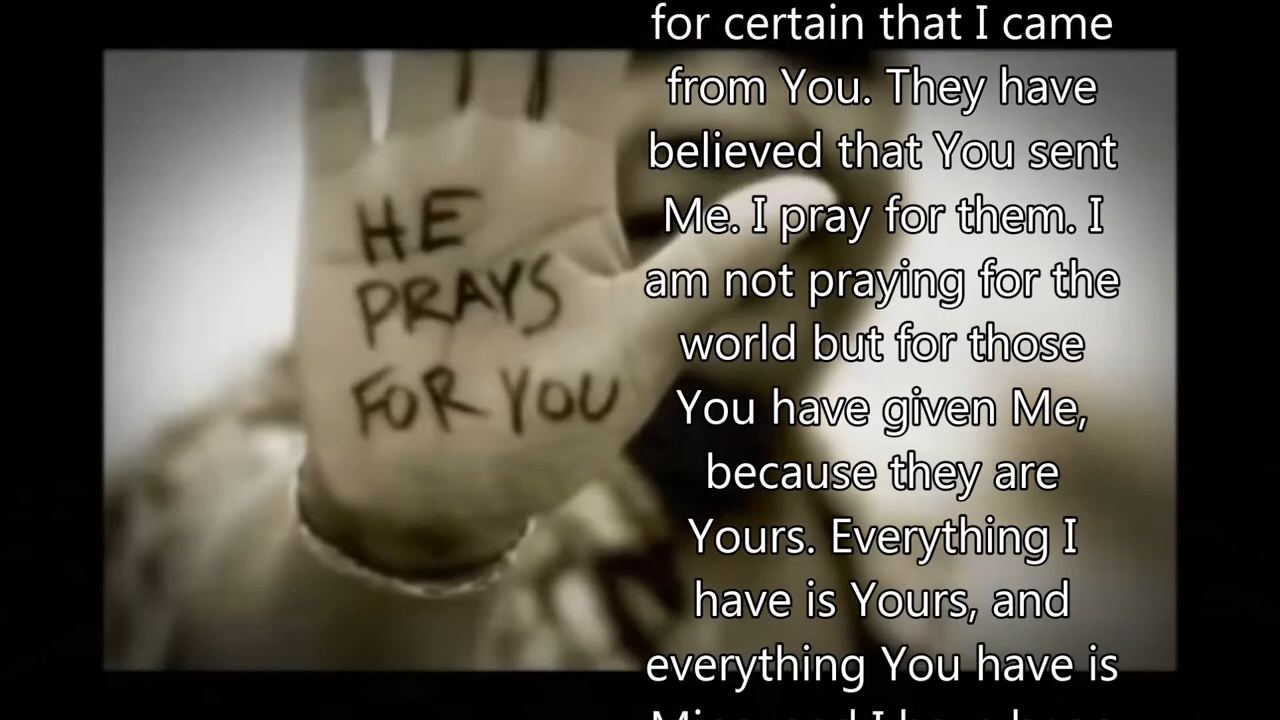 HE
PRAYS
FOR YOU
for certain that I came
from You. They have
believed that You sent
Me. I pray for them. I
am not praying for the
world but for those
You have given Me,
because they are
Yours. Everything I
have is Yours, and
everything You have is